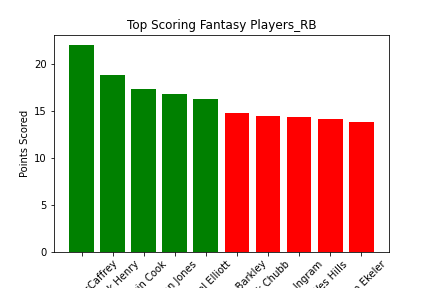 Top Scoring Fantasy Players_RB
Points Scored
20
15
10
5
0
Caffrey
Henry
Cook
Jones
Elliott
Barkley
Chubb
Ingram
Hills
Ekeler